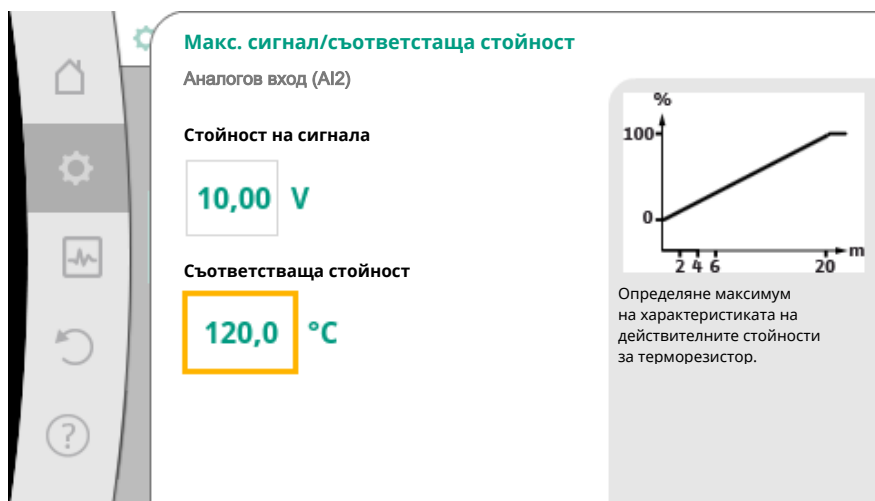 Макс. сигнал/съответстаща стойност
Аналогов вход (AI2)
Стойност на сигнала
10,00 V
Съответстваща стойност
120,0 °C
%
100
0
2 4 6 20
m
Определяне максимум
на характеристиката на
действителните стойности
за терморезистор.
?